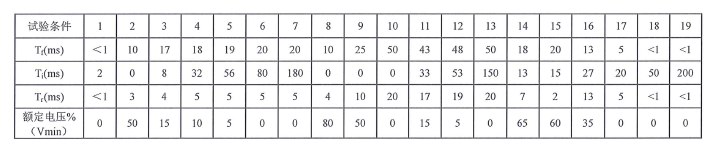 试验条件 1 2 3 4 5 6 7 8 9 10 11 12 13 14 15 16 17 18 19
Tf(ms) <1 10 17 18 19 20 20 10 25 50 43 48 50 18 20 13 5 <1 <1
Ti(ms) 2 0 8 32 56 80 180 0 0 0 33 53 150 13 15 27 20 50 200
Tr(ms) <1 3 4 5 5 5 5 4 10 20 17 19 20 7 2 13 5 <1 <1
额定电压% 0 50 15 10 5 0 0 80 50 0 15 5 0 65 60 35 0 0 0
（Vmin）